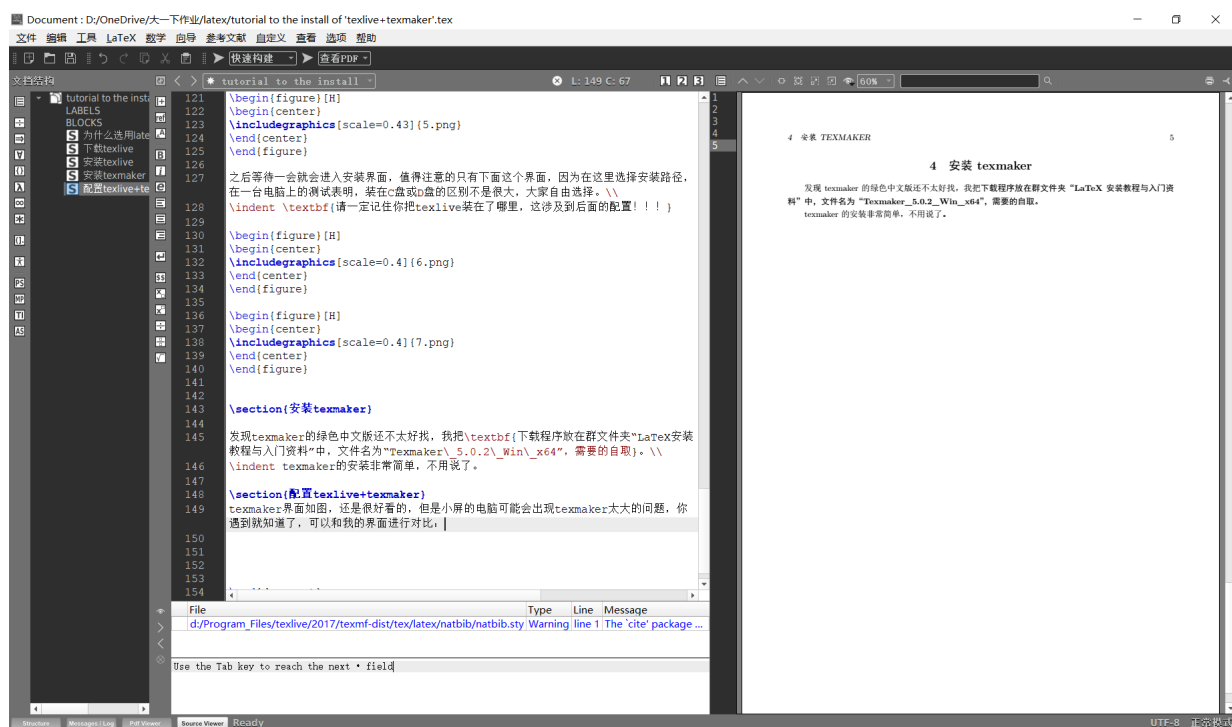 Document : D:/OneDrive/大一下作业/latex/tutorial to the install of 'texlive+texmaker'.tex
文件 编辑 工具 LaTeX 数学 向导 参考文献 自定义 查看 选项 帮助
快速构建 查看PDF
文档结构
tutorial to the install
L: 149 C: 67
1 2 3
60%
tutorial to the insta
LABELS
BLOCKS
为什么选用late
下载texlive
安装texlive
安装texmaker
配置texlive+te
121 \begin{figure}[H]
122 \begin{center}
123 \includegraphics[scale=0.43]{5.png}
124 \end{center}
125 \end{figure}
126
127 之后等待一会就会进入安装界面，值得注意的只有下面这个界面，因为在这里选择安装路径，
在一台电脑上的测试表明，装在C盘或D盘的区别不是很大，大家自由选择。\\
128 \indent \textbf{请一定记住你把texlive装在了哪里，这涉及到后面的配置！！！}
129
130 \begin{figure}[H]
131 \begin{center}
132 \includegraphics[scale=0.4]{6.png}
133 \end{center}
134 \end{figure}
135
136 \begin{figure}[H]
137 \begin{center}
138 \includegraphics[scale=0.4]{7.png}
139 \end{center}
140 \end{figure}
141
142
143 \section{安装texmaker}
144
145 发现texmaker的绿色中文版还不太好找，我把\textbf{下载程序放在群文件夹“LaTeX安装
教程与入门资料”中，文件名为“Texmaker\_5.0.2\_Win\_x64”，需要的自取}。\\
146 \indent texmaker的安装非常简单，不用说了。
147
148 \section{配置texlive+texmaker}
149 texmaker界面如图，还是很好看的，但是小屏的电脑可能会出现texmaker太大的问题，你
遇到就知道了，可以和我的界面进行对比：
150
151
152
153
154
1
2
3
4
5
4 安装 TEXMAKER 5
4 安装 texmaker
发现 texmaker 的绿色中文版还不太好找，我把下载程序放在群文件夹“LaTeX 安装教程与入门资
料”中，文件名为“Texmaker_5.0.2_Win_x64”，需要的自取。
texmaker 的安装非常简单，不用说了。
File Type Line Message
d:/Program_Files/texlive/2017/texmf-dist/tex/latex/natbib/natbib.sty Warning line 1 The `cite' package ...
Use the Tab key to reach the next • field
Structure Messages / Log Pdf Viewer Source Viewer Ready
UTF-8 正常模式